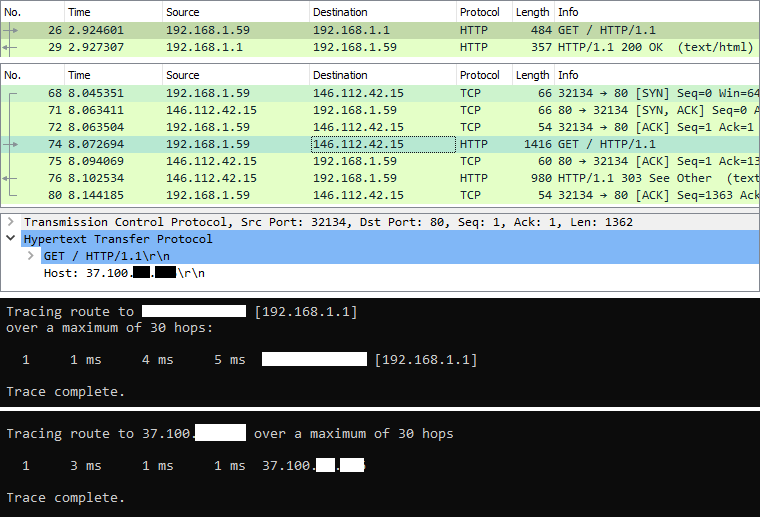 No. Time Source Destination Protocol Length Info
26 2.924601 192.168.1.59 192.168.1.1 HTTP 484 GET / HTTP/1.1
29 2.927307 192.168.1.1 192.168.1.59 HTTP 357 HTTP/1.1 200 OK (text/html)
No. Time Source Destination Protocol Length Info
68 8.045351 192.168.1.59 146.112.42.15 TCP 66 32134 → 80 [SYN] Seq=0 Win=64
71 8.063411 146.112.42.15 192.168.1.59 TCP 66 80 → 32134 [SYN, ACK] Seq=0 A
72 8.063504 192.168.1.59 146.112.42.15 TCP 54 32134 → 80 [ACK] Seq=1 Ack=1
74 8.072694 192.168.1.59 146.112.42.15 HTTP 1416 GET / HTTP/1.1
75 8.094069 146.112.42.15 192.168.1.59 TCP 60 80 → 32134 [ACK] Seq=1 Ack=13
76 8.102534 146.112.42.15 192.168.1.59 HTTP 980 HTTP/1.1 303 See Other (text
80 8.144185 192.168.1.59 146.112.42.15 TCP 54 32134 → 80 [ACK] Seq=1363 Ack
Transmission Control Protocol, Src Port: 32134, Dst Port: 80, Seq: 1, Ack: 1, Len: 1362
Hypertext Transfer Protocol
GET / HTTP/1.1\r\n
Host: 37.100. . \r\n
Tracing route to [192.168.1.1]
over a maximum of 30 hops:
1 1 ms 4 ms 5 ms [192.168.1.1]
Trace complete.
Tracing route to 37.100. over a maximum of 30 hops
1 3 ms 1 ms 1 ms 37.100. .
Trace complete.